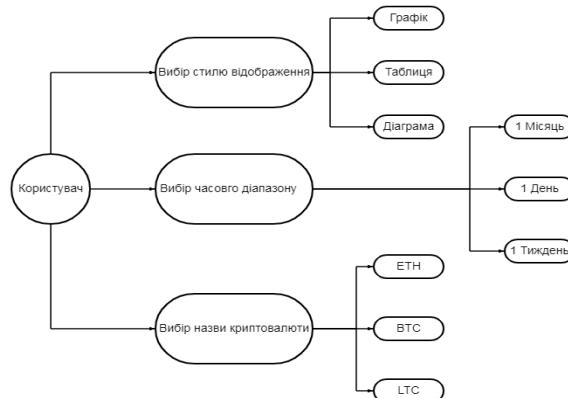 Графік
Вибір стилю відображення
Таблиця
Діаграма
1 Місяць
Користувач
Вибір часовго діапазону
1 День
1 Тиждень
ETH
Вибір назви криптовалюти
BTC
LTC